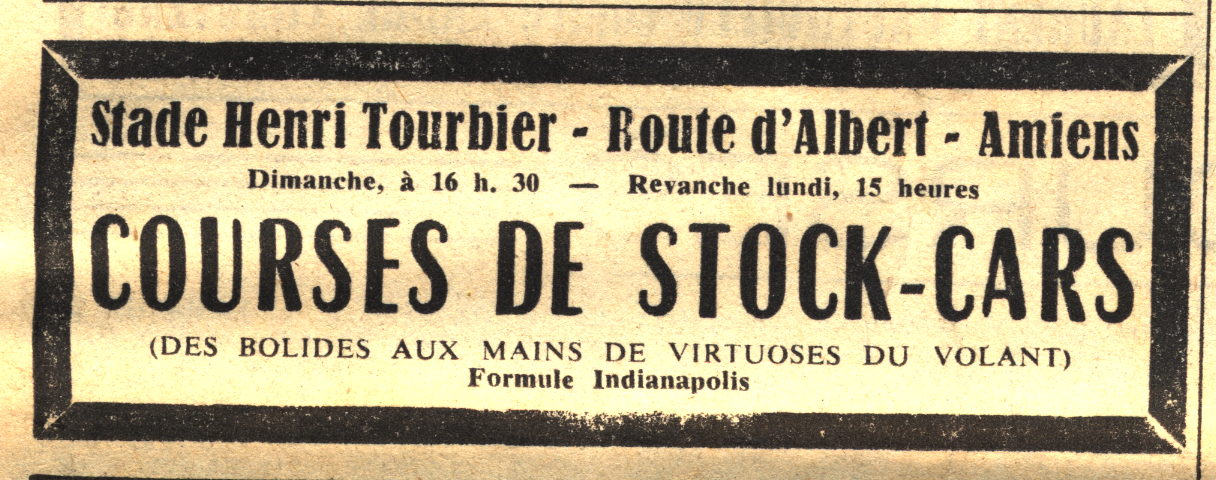 Stade Henri Tourbier - Route d'Albert - Amiens
Dimanche, à 16 h. 30 — Revanche lundi, 15 heures
COURSES DE STOCK-CARS
(DES BOLIDES AUX MAINS DE VIRTUOSES DU VOLANT)
Formule Indianapolis